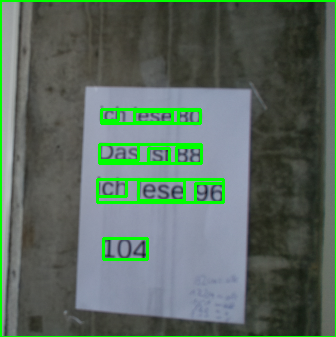 Ich lese 80
Das ist 88
Ich lese 96
104